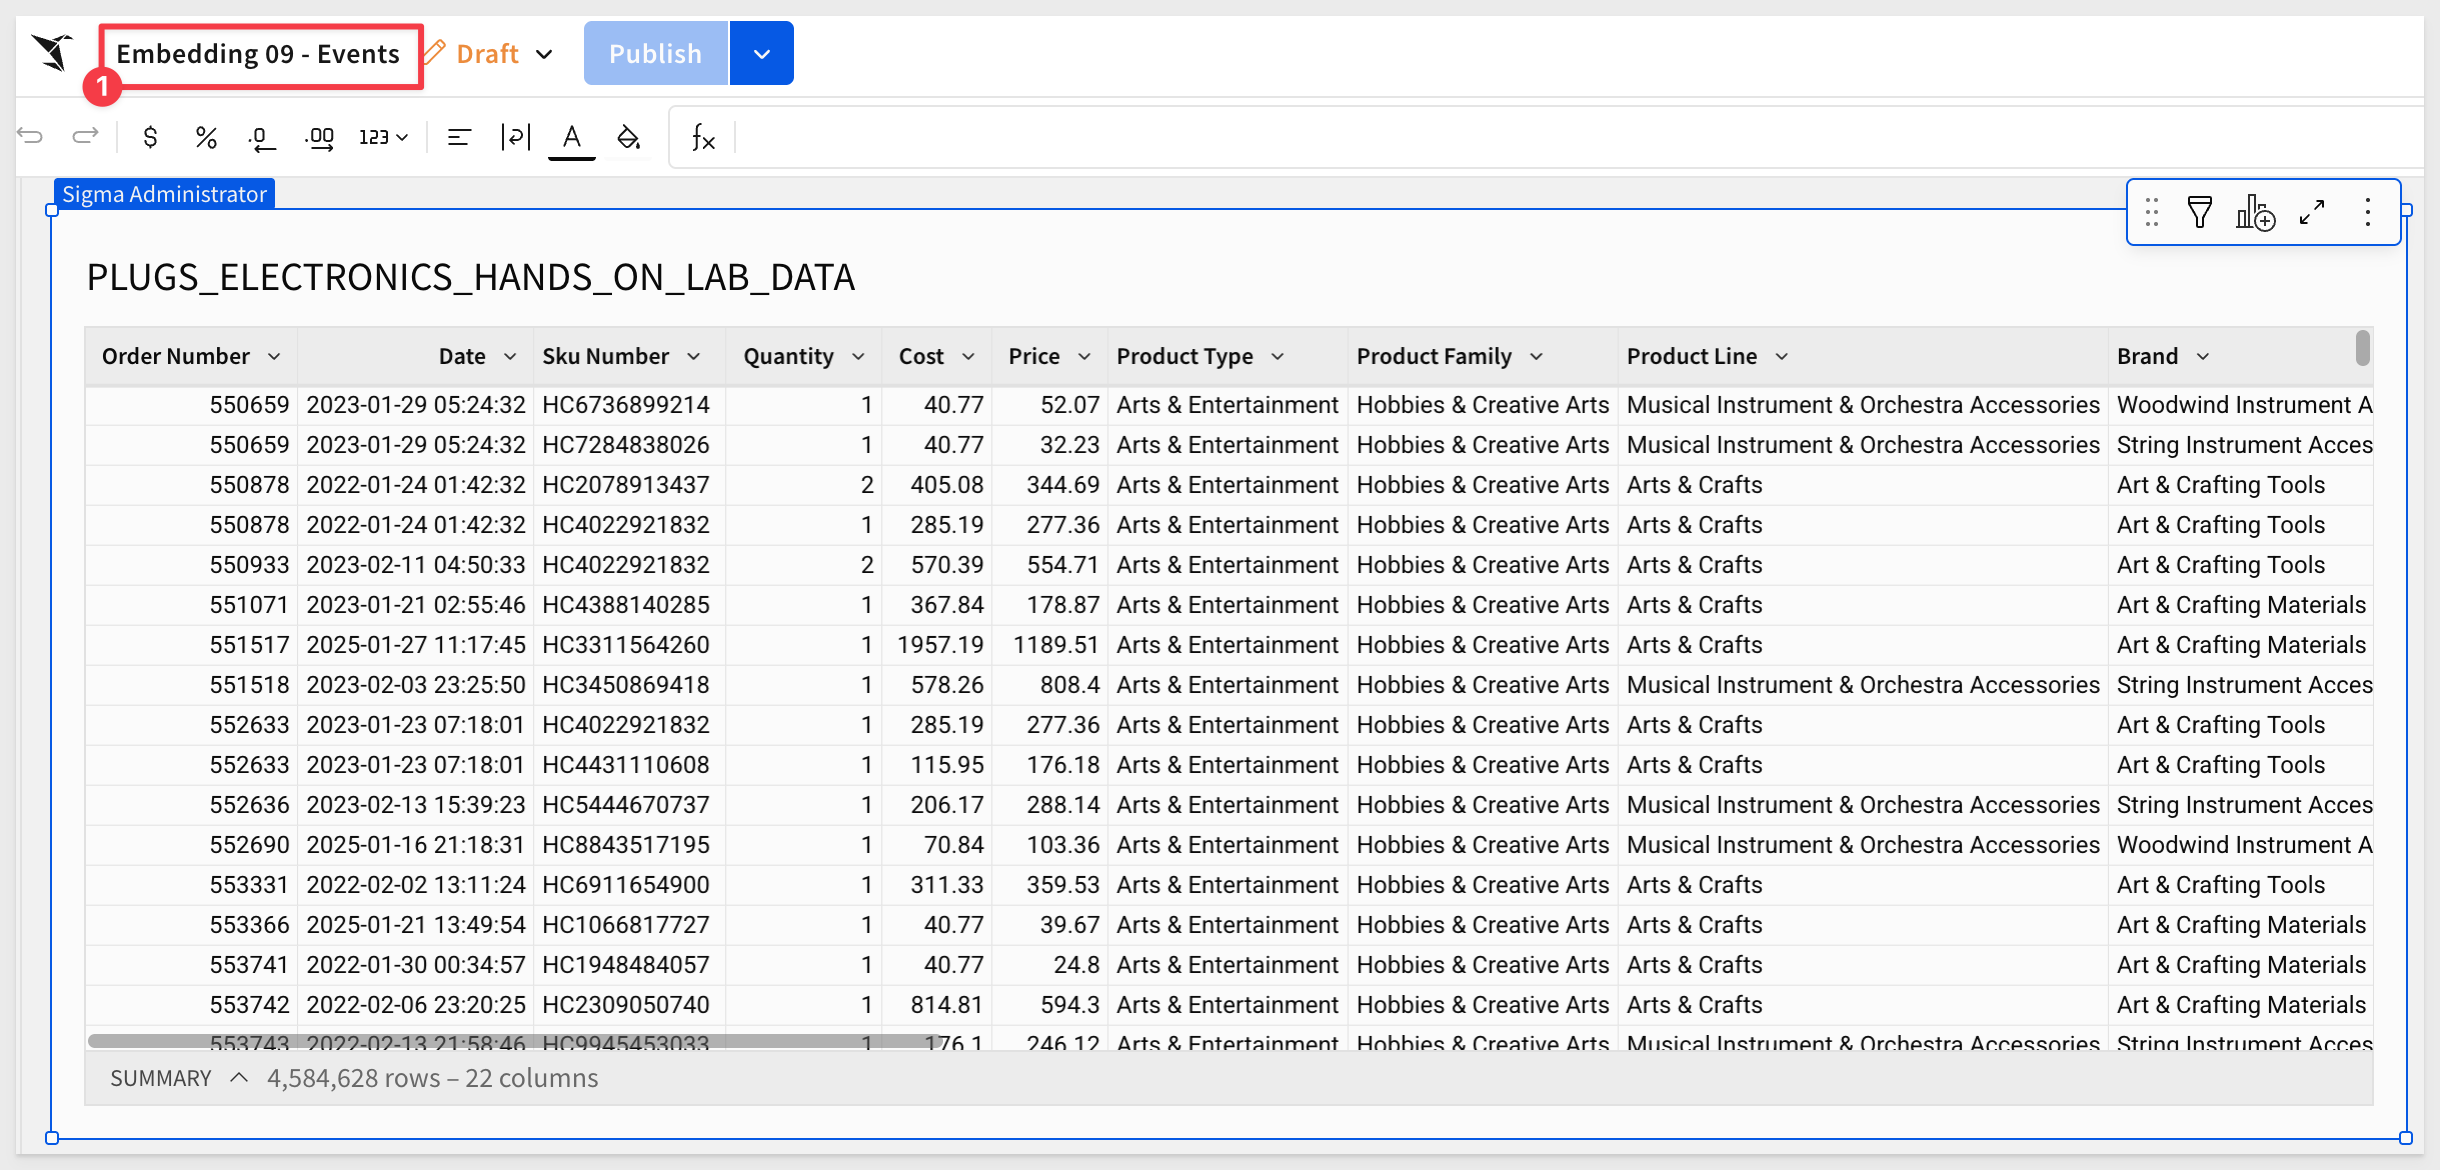 Embedding 09 - Events Draft Publish
1
$ % .0 .00 123 A fx
Sigma Administrator
PLUGS_ELECTRONICS_HANDS_ON_LAB_DATA
Order Number Date Sku Number Quantity Cost Price Product Type Product Family Product Line Brand
550659 2023-01-29 05:24:32 HC6736899214 1 40.77 52.07 Arts & Entertainment Hobbies & Creative Arts Musical Instrument & Orchestra Accessories Woodwind Instrument A
550659 2023-01-29 05:24:32 HC7284838026 1 40.77 32.23 Arts & Entertainment Hobbies & Creative Arts Musical Instrument & Orchestra Accessories String Instrument Acces
550878 2022-01-24 01:42:32 HC2078913437 2 405.08 344.69 Arts & Entertainment Hobbies & Creative Arts Arts & Crafts Art & Crafting Tools
550878 2022-01-24 01:42:32 HC4022921832 1 285.19 277.36 Arts & Entertainment Hobbies & Creative Arts Arts & Crafts Art & Crafting Tools
550933 2023-02-11 04:50:33 HC4022921832 2 570.39 554.71 Arts & Entertainment Hobbies & Creative Arts Arts & Crafts Art & Crafting Tools
551071 2023-01-21 02:55:46 HC4388140285 1 367.84 178.87 Arts & Entertainment Hobbies & Creative Arts Arts & Crafts Art & Crafting Materials
551517 2025-01-27 11:17:45 HC3311564260 1 1957.19 1189.51 Arts & Entertainment Hobbies & Creative Arts Arts & Crafts Art & Crafting Materials
551518 2023-02-03 23:25:50 HC3450869418 1 578.26 808.4 Arts & Entertainment Hobbies & Creative Arts Musical Instrument & Orchestra Accessories String Instrument Acces
552633 2023-01-23 07:18:01 HC4022921832 1 285.19 277.36 Arts & Entertainment Hobbies & Creative Arts Arts & Crafts Art & Crafting Tools
552633 2023-01-23 07:18:01 HC4431110608 1 115.95 176.18 Arts & Entertainment Hobbies & Creative Arts Arts & Crafts Art & Crafting Tools
552636 2023-02-13 15:39:23 HC5444670737 1 206.17 288.14 Arts & Entertainment Hobbies & Creative Arts Musical Instrument & Orchestra Accessories String Instrument Acces
552690 2025-01-16 21:18:31 HC8843517195 1 70.84 103.36 Arts & Entertainment Hobbies & Creative Arts Musical Instrument & Orchestra Accessories Woodwind Instrument A
553331 2022-02-02 13:11:24 HC6911654900 1 311.33 359.53 Arts & Entertainment Hobbies & Creative Arts Arts & Crafts Art & Crafting Tools
553366 2025-01-21 13:49:54 HC1066817727 1 40.77 39.67 Arts & Entertainment Hobbies & Creative Arts Arts & Crafts Art & Crafting Materials
553741 2022-01-30 00:34:57 HC1948484057 1 40.77 24.8 Arts & Entertainment Hobbies & Creative Arts Arts & Crafts Art & Crafting Materials
553742 2022-02-06 23:20:25 HC2309050740 1 814.81 594.3 Arts & Entertainment Hobbies & Creative Arts Arts & Crafts Art & Crafting Materials
553743 2022-02-13 21:58:46 HC9945453033 1 176.1 246.12 Arts & Entertainment Hobbies & Creative Arts Musical Instrument & Orchestra Accessories String Instrument Acces
SUMMARY 4,584,628 rows – 22 columns